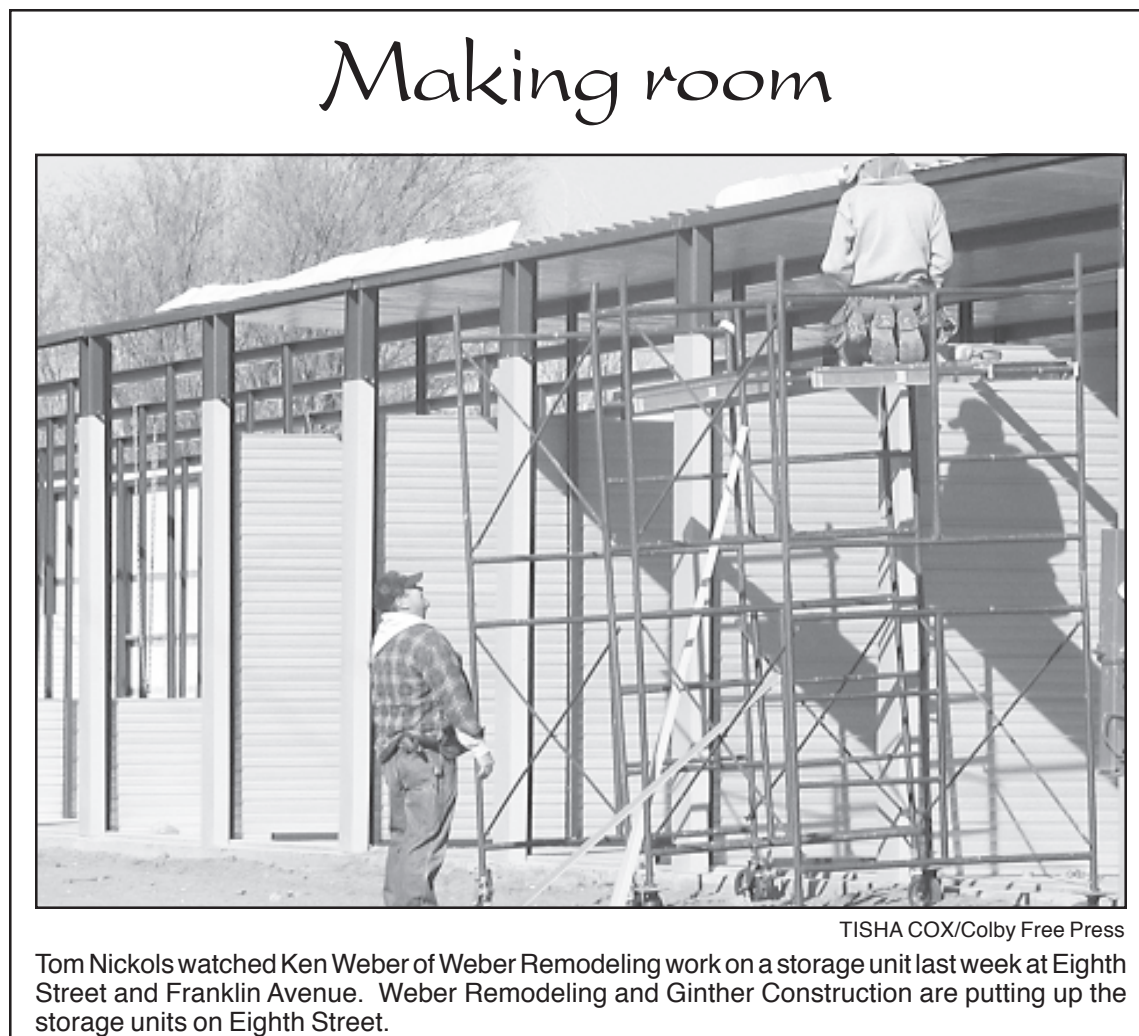 Making room
TISHA COX/Colby Free Press
Tom Nickols watched Ken Weber of Weber Remodeling work on a storage unit last week at Eighth
Street and Franklin Avenue. Weber Remodeling and Ginther Construction are putting up the
storage units on Eighth Street.